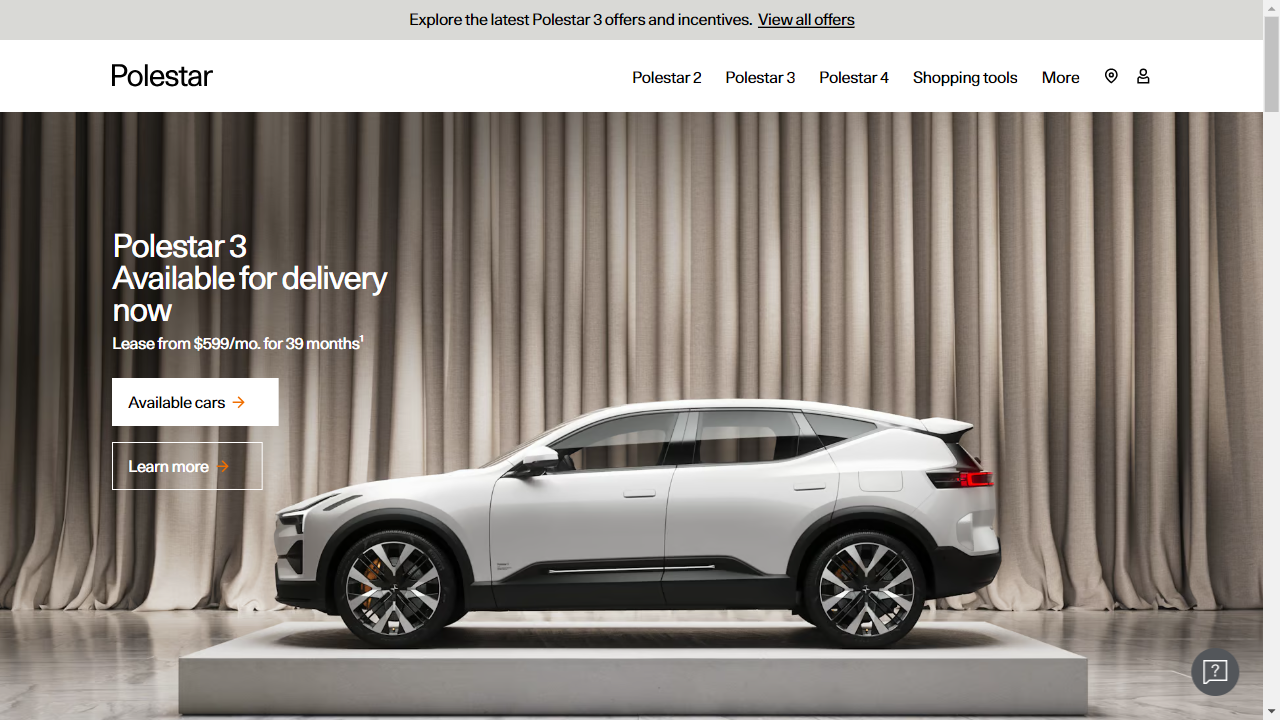 Explore the latest Polestar 3 offers and incentives. View all offers
Polestar
Polestar 2
Polestar 3
Polestar 4
Shopping tools
More
Polestar 3
Available for delivery
now
Lease from $599/mo. for 39 months¹
Available cars →
Learn more →
?